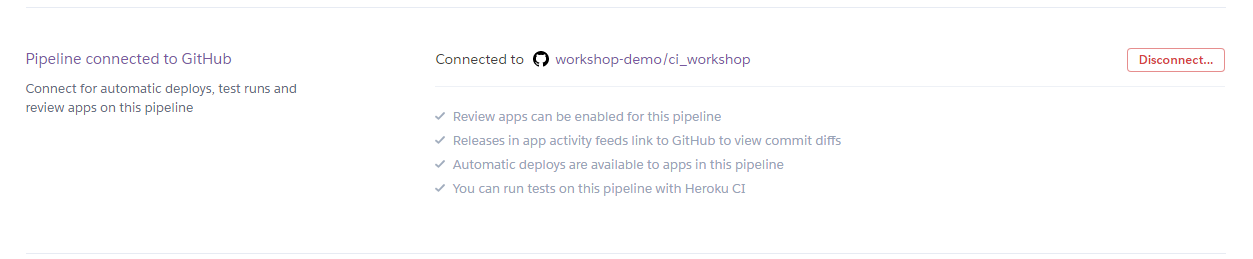 Pipeline connected to GitHub
Connect for automatic deploys, test runs and
review apps on this pipeline
Connected to workshop-demo/ci_workshop
Disconnect...
Review apps can be enabled for this pipeline
Releases in app activity feeds link to GitHub to view commit diffs
Automatic deploys are available to apps in this pipeline
You can run tests on this pipeline with Heroku CI